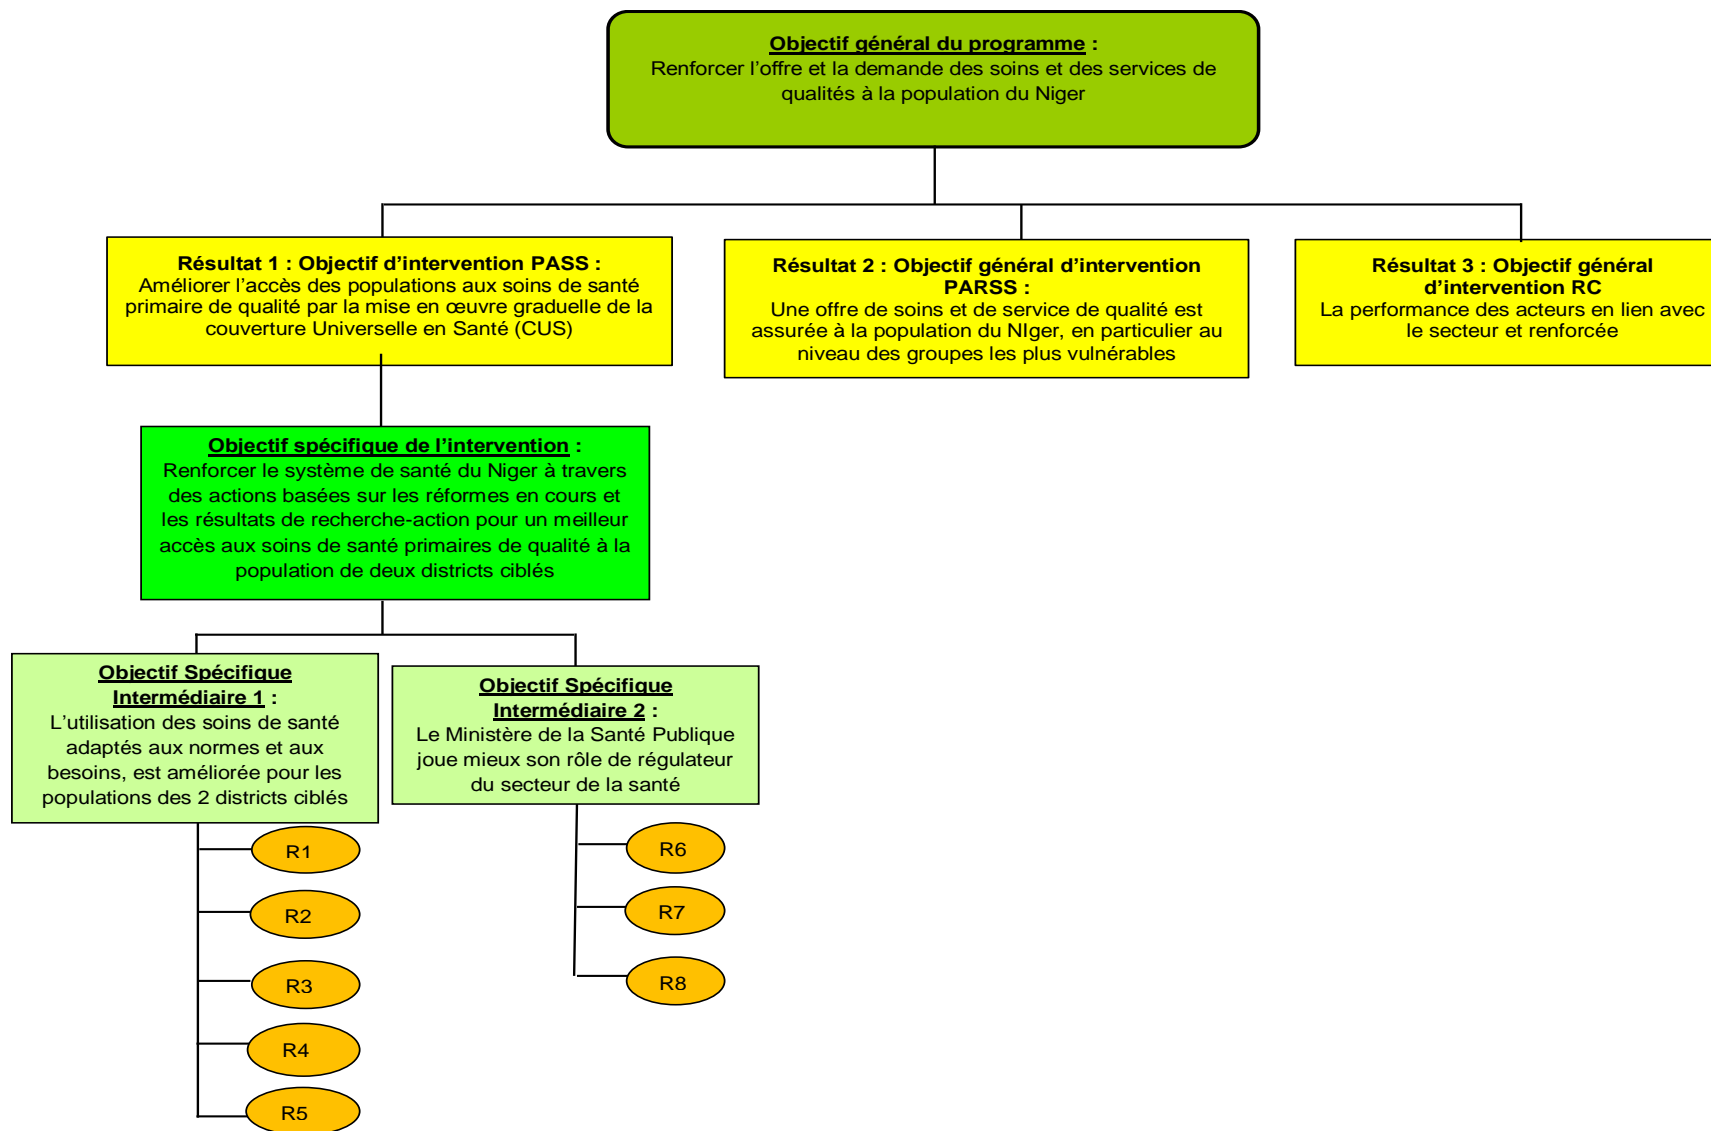 Objectif général du programme :
Renforcer l’offre et la demande des soins et des services de
qualités à la population du Niger
Résultat 1 : Objectif d’intervention PASS :
Améliorer l’accès des populations aux soins de santé
primaire de qualité par la mise en œuvre graduelle de la
couverture Universelle en Santé (CUS)
Résultat 2 : Objectif général d’intervention
PARSS :
Une offre de soins et de service de qualité est
assurée à la population du NIger, en particulier au
niveau des groupes les plus vulnérables
Résultat 3 : Objectif général
d’intervention RC
La performance des acteurs en lien avec
le secteur et renforcée
Objectif spécifique de l’intervention :
Renforcer le système de santé du Niger à travers
des actions basées sur les réformes en cours et
les résultats de recherche-action pour un meilleur
accès aux soins de santé primaires de qualité à la
population de deux districts ciblés
Objectif Spécifique
Intermédiaire 1 :
L’utilisation des soins de santé
adaptés aux normes et aux
besoins, est améliorée pour les
populations des 2 districts ciblés
Objectif Spécifique
Intermédiaire 2 :
Le Ministère de la Santé Publique
joue mieux son rôle de régulateur
du secteur de la santé
R1
R2
R3
R4
R5
R6
R7
R8